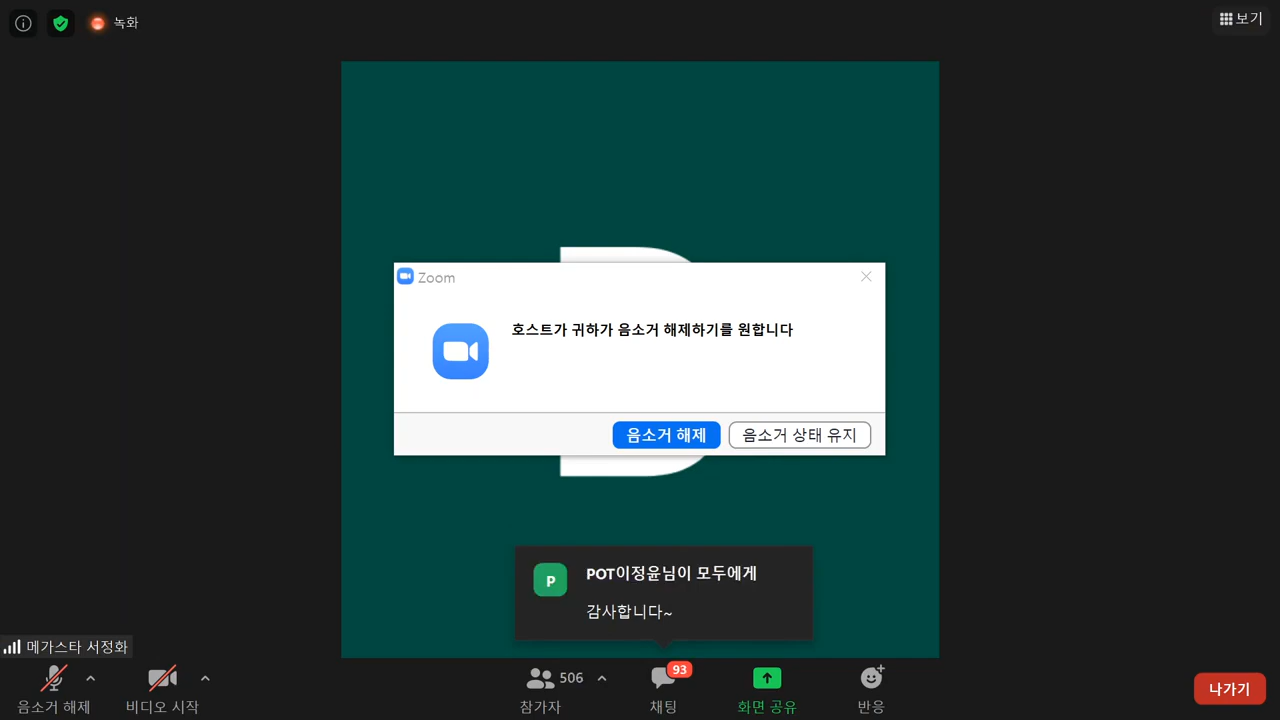 녹화
보기
Zoom
호스트가 귀하가 음소거 해제하기를 원합니다
음소거 해제
음소거 상태 유지
P
POT이정윤님이 모두에게
감사합니다~
메가스타 서정화
음소거 해제
비디오 시작
506
참가자
93
채팅
화면 공유
반응
나가기